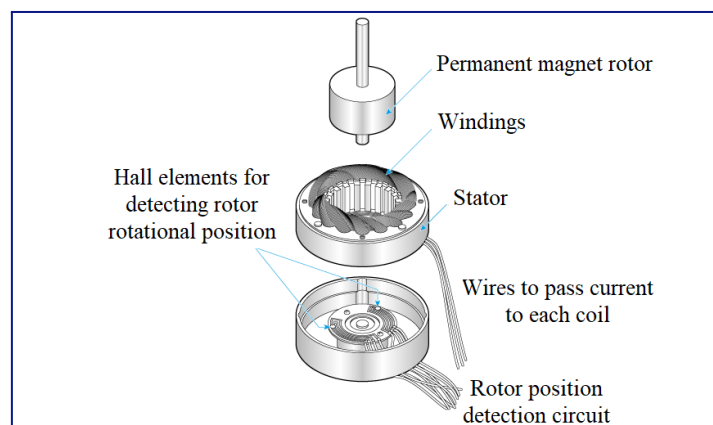 Permanent magnet rotor
Windings
Hall elements for
detecting rotor
rotational position
Stator
Wires to pass current
to each coil
Rotor position
detection circuit